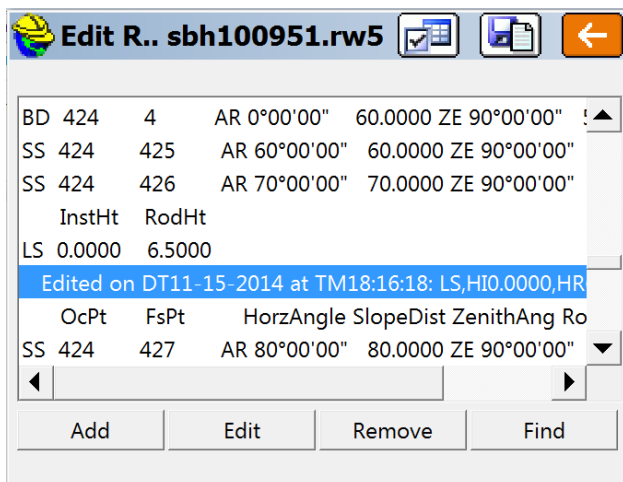 Edit R.. sbh100951.rw5
BD 424 4 AR 0°00'00" 60.0000 ZE 90°00'00"
SS 424 425 AR 60°00'00" 60.0000 ZE 90°00'00"
SS 424 426 AR 70°00'00" 70.0000 ZE 90°00'00"
InstHt RodHt
LS 0.0000 6.5000
Edited on DT11-15-2014 at TM18:16:18: LS,HI0.0000,HR
OcPt FsPt HorzAngle SlopeDist ZenithAng Ro
SS 424 427 AR 80°00'00" 80.0000 ZE 90°00'00"
Add Edit Remove Find